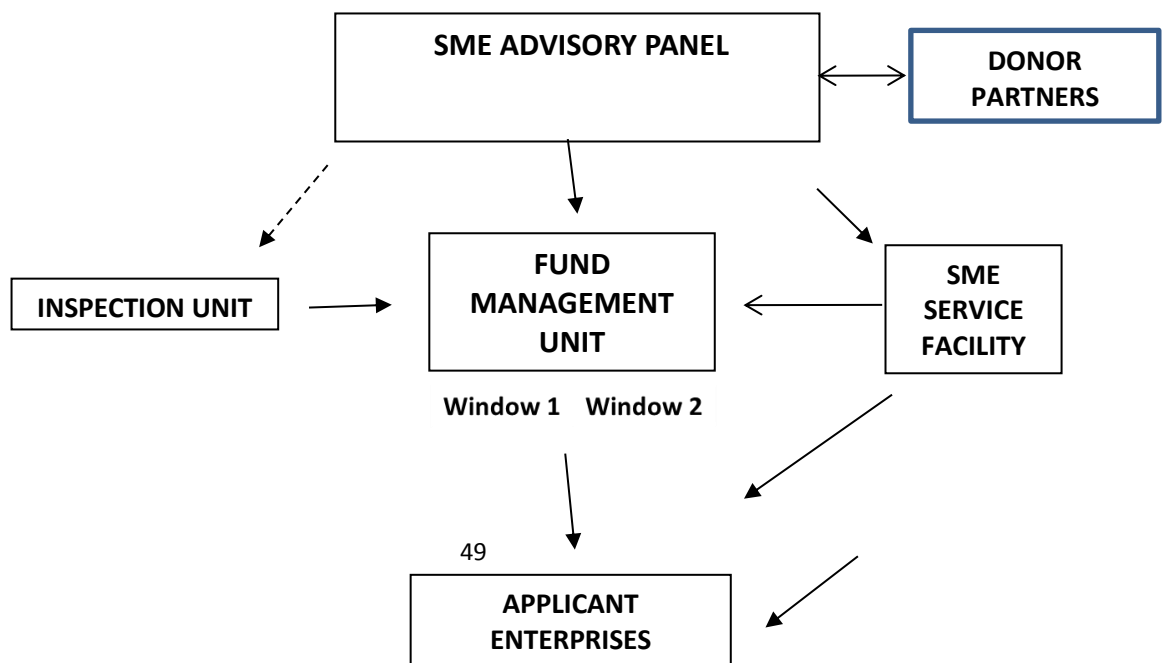 SME ADVISORY PANEL
DONOR
PARTNERS
INSPECTION UNIT
FUND
MANAGEMENT
UNIT
SME
SERVICE
FACILITY
Window 1 Window 2
49
APPLICANT
ENTERPRISES